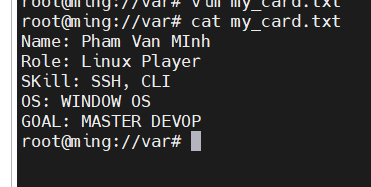 root@ming://var# vim my_card.txt
root@ming://var# cat my_card.txt
Name: Pham Van MInh
Role: Linux Player
SKill: SSH, CLI
OS: WINDOW OS
GOAL: MASTER DEVOP
root@ming://var#